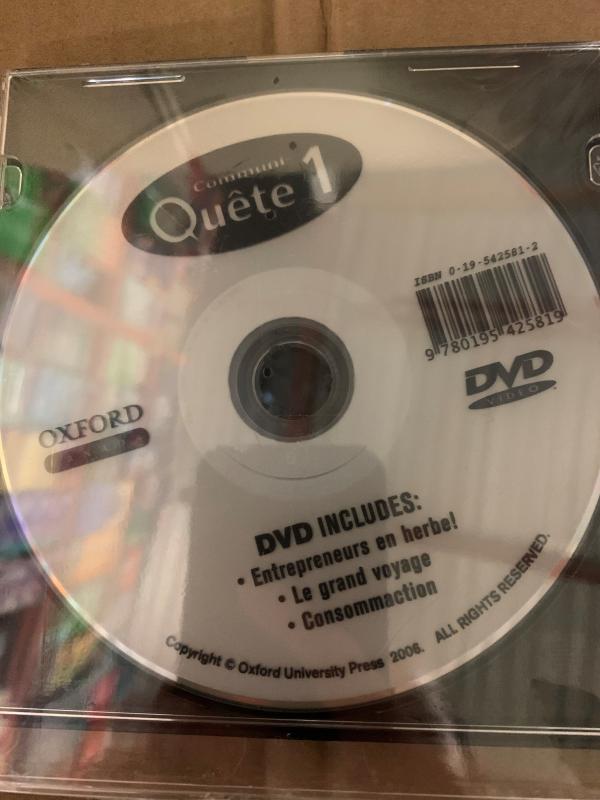 Communi-
Quête 1
ISBN 0-19-542581-2
9 780195 425819
DVD
VIDEO
OXFORD
DVD INCLUDES:
• Entrepreneurs en herbe!
• Le grand voyage
• Consommaction
Copyright © Oxford University Press 2006. ALL RIGHTS RESERVED.